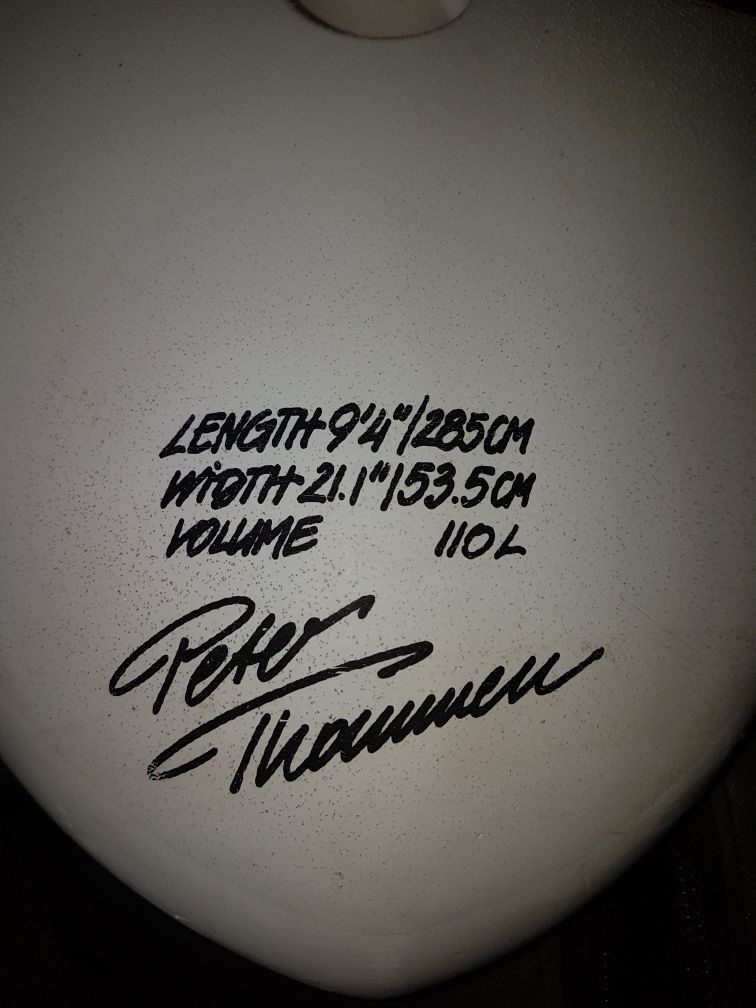 LENGTH 9'4"/285CM
WIDTH 21.1"/53.5CM
VOLUME 110L
Peter
Thommen